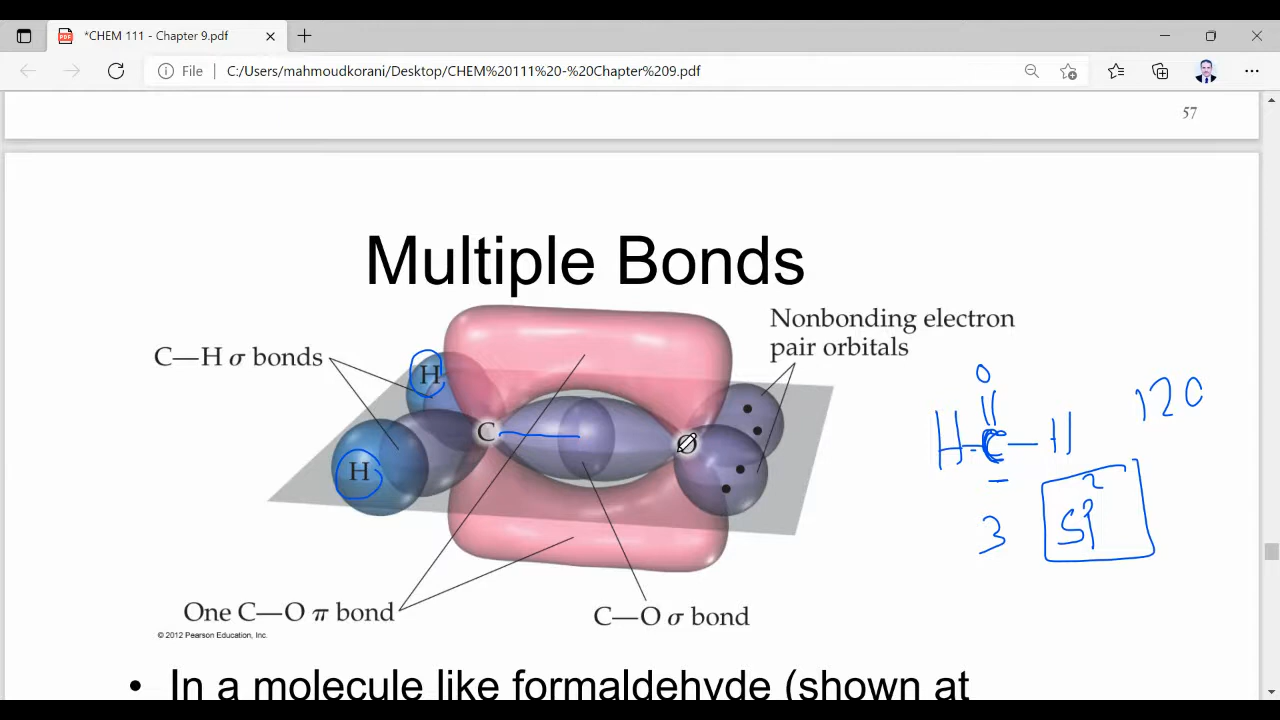 *CHEM 111 - Chapter 9.pdf
File C:/Users/mahmoudkorani/Desktop/CHEM%20111%20-%20Chapter%209.pdf
57
Multiple Bonds
Nonbonding electron
pair orbitals
C—H σ bonds
H
C
O
H
One C—O π bond
C—O σ bond
© 2012 Pearson Education, Inc.
O
H C H
120
3 sp2
• In a molecule like formaldehyde (shown at